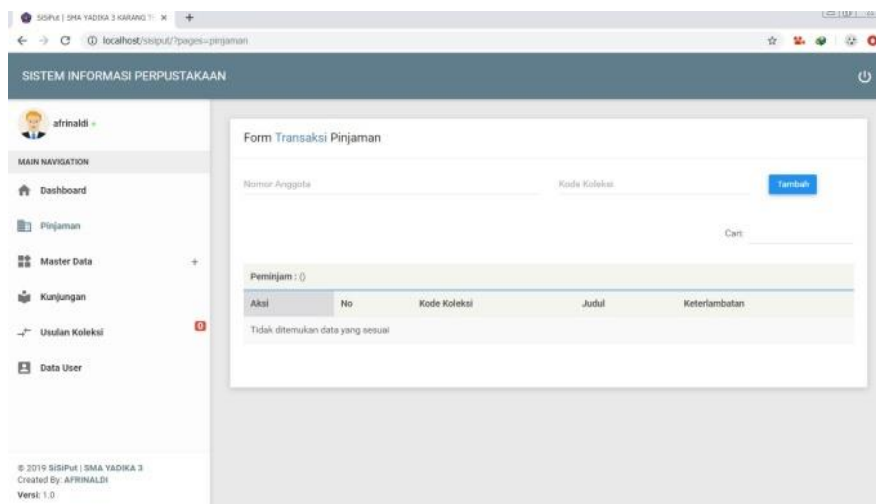 SiSiPut | SMA YADIKA 3 KARANG
localhost/sisiput/?pages=pinjaman
SISTEM INFORMASI PERPUSTAKAAN
afrinaldi
MAIN NAVIGATION
Dashboard
Pinjaman
Master Data +
Kunjungan
Usulan Koleksi 0
Data User
© 2019 SiSiPut | SMA YADIKA 3
Created By: AFRINALDI
Versi: 1.0
Form Transaksi Pinjaman
Nomor Anggota Kode Koleksi Tambah
Cari:
Peminjam : ()
Aksi No Kode Koleksi Judul Keterlambatan
Tidak ditemukan data yang sesuai